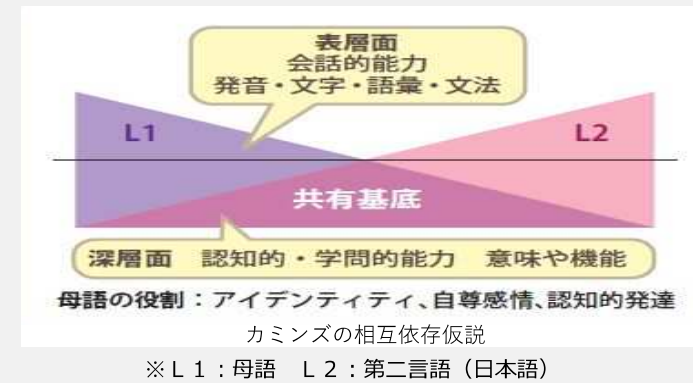 表層面
会話的能力
発音・文字・語彙・文法
L1
L2
共有基底
深層面　認知的・学問的能力　意味や機能
母語の役割：アイデンティティ、自尊感情、認知的発達
カミンズの相互依存仮説
※Ｌ１：母語　Ｌ２：第二言語（日本語）